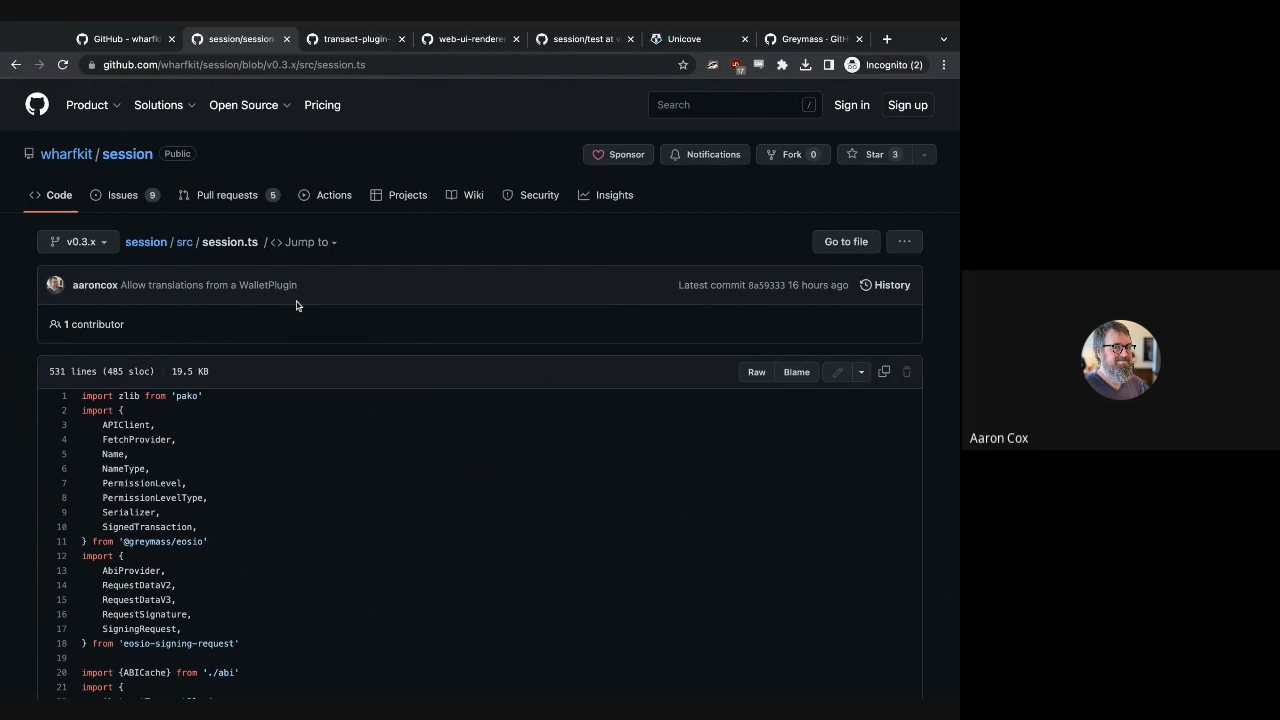 GitHub - wharfk
session/session.
transact-plugin-
web-ui-rendere
session/test at v
Unicove
Greymass · GitH
github.com/wharfkit/session/blob/v0.3.x/src/session.ts
17
Incognito (2)
Product
Solutions
Open Source
Pricing
Search
/
Sign in
Sign up
wharfkit / session
Public
Sponsor
Notifications
Fork 0
Star 3
Code
Issues 9
Pull requests 5
Actions
Projects
Wiki
Security
Insights
v0.3.x
session / src / session.ts / <> Jump to
Go to file
aaroncox Allow translations from a WalletPlugin
Latest commit 8a59333 16 hours ago
History
1 contributor
531 lines (485 sloc)
19.5 KB
Raw
Blame
1 import zlib from 'pako'
2 import {
3 APIClient,
4 FetchProvider,
5 Name,
6 NameType,
7 PermissionLevel,
8 PermissionLevelType,
9 Serializer,
10 SignedTransaction,
11 } from '@greymass/eosio'
12 import {
13 AbiProvider,
14 RequestDataV2,
15 RequestDataV3,
16 RequestSignature,
17 SigningRequest,
18 } from 'eosio-signing-request'
19
20 import {ABICache} from './abi'
21 import {
Aaron Cox